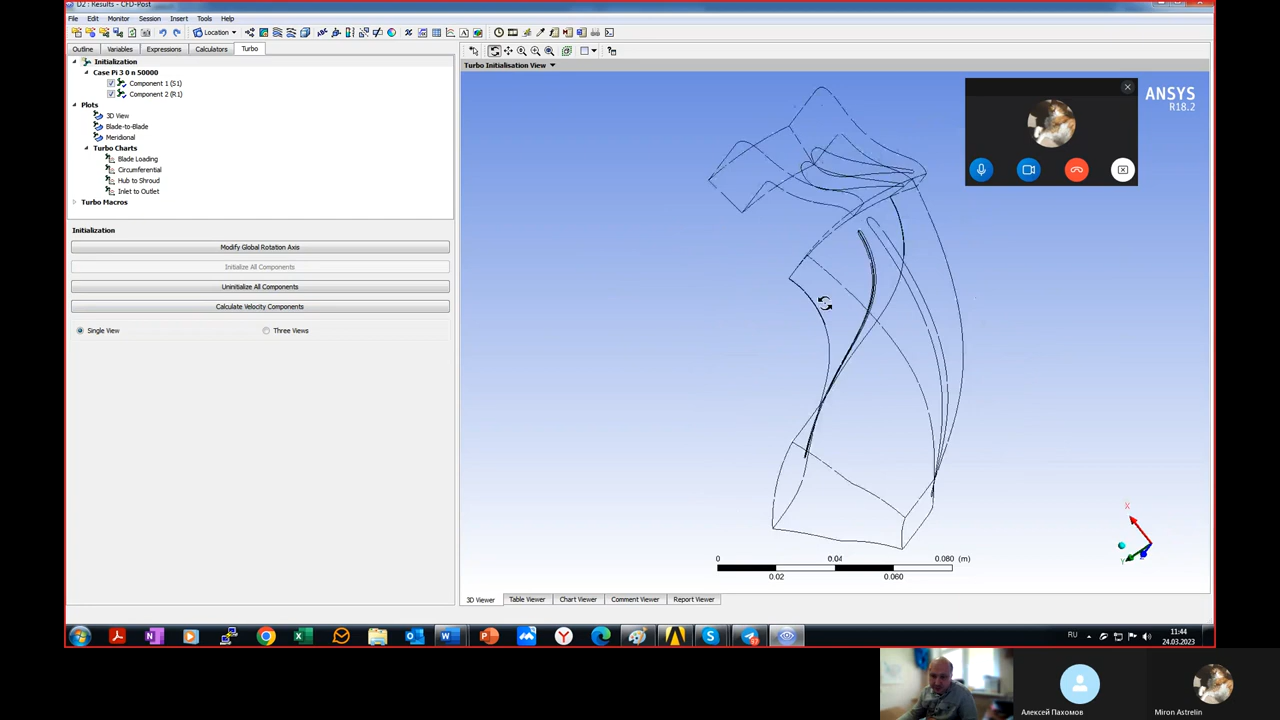 D2 : Results - CFD-Post
File Edit Monitor Session Insert Tools Help
Location
Outline Variables Expressions Calculators Turbo
Initialization
Case Pi 3 0 n 50000
Component 1 (S1)
Component 2 (R1)
Plots
3D View
Blade-to-Blade
Meridional
Turbo Charts
Blade Loading
Circumferential
Hub to Shroud
Inlet to Outlet
Turbo Macros
Initialization
Modify Global Rotation Axis
Initialize All Components
Uninitialize All Components
Calculate Velocity Components
Single View Three Views
Turbo Initialisation View
ANSYS
R18.2
X
Y
0 0.04 0.080 (m)
0.02 0.060
3D Viewer Table Viewer Chart Viewer Comment Viewer Report Viewer
RU
11:44
24.03.2023
Алексей Пахомов
Miron Astrelin